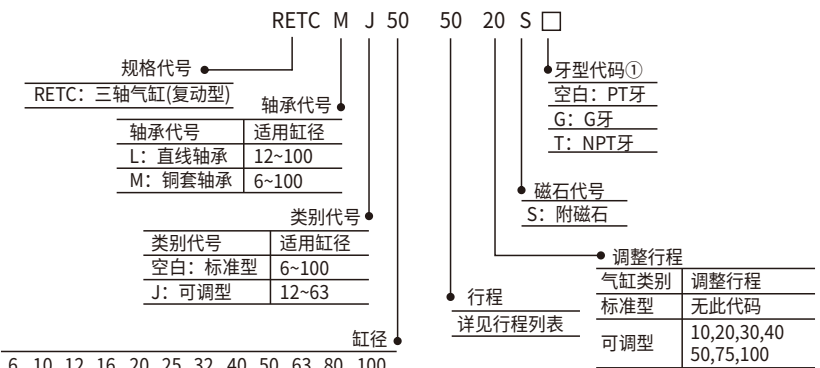 RETC M J 50 50 20 S □
规格代号
RETC：三轴气缸(复动型)
轴承代号
轴承代号 适用缸径
L：直线轴承 12~100
M：铜套轴承 6~100
类别代号
类别代号 适用缸径
空白：标准型 6~100
J：可调型 12~63
缸径
6 10 12 16 20 25 32 40 50 63 80 100
行程
详见行程列表
调整行程
气缸类别 调整行程
标准型 无此代码
可调型 10,20,30,40
50,75,100
磁石代号
S：附磁石
牙型代码①
空白：PT牙
G：G牙
T：NPT牙